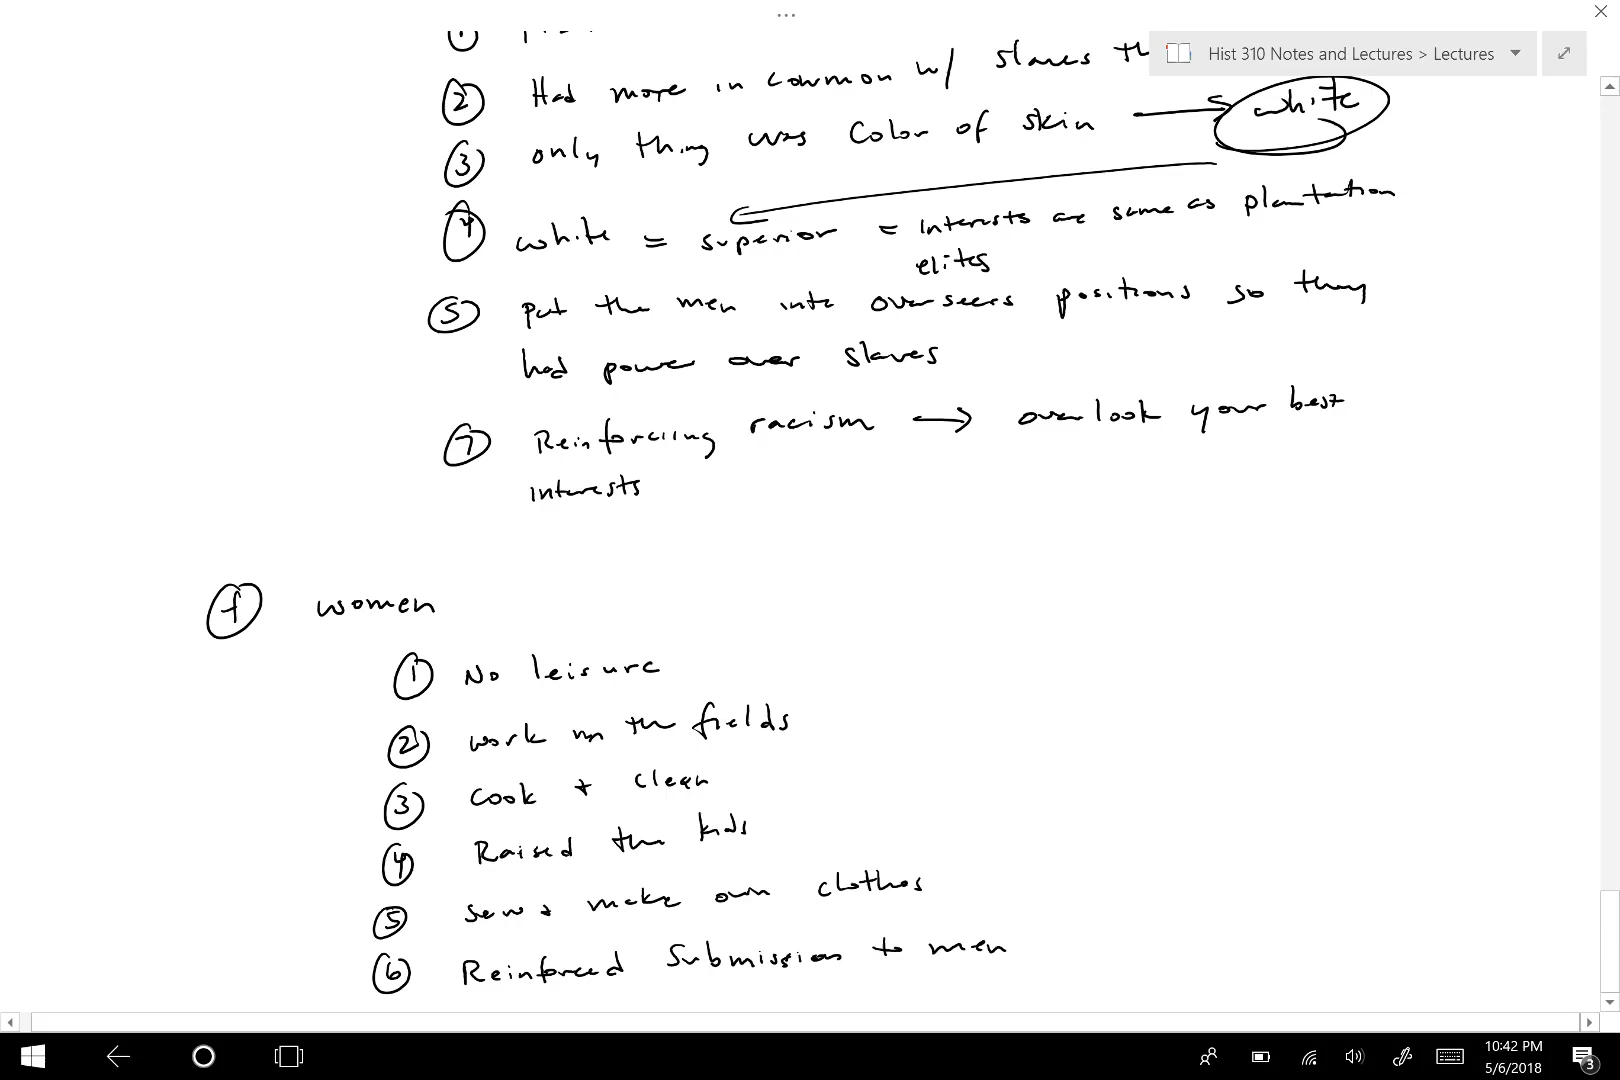 Hist 310 Notes and Lectures > Lectures
①
② Had more in common w/ slaves th
③ only thing was color of skin → white
④ white = superior = interests are same as plantation
elites
⑤ put the men into overseers positions so they
had power over slaves
⑦ Reinforciing racism → overlook your best
interests
ⓕ women
① No leisure
② work in the fields
③ cook + clean
④ Raised the kids
⑤ sew + make own clothes
⑥ Reinforced submission to men
10:42 PM
5/6/2018
3